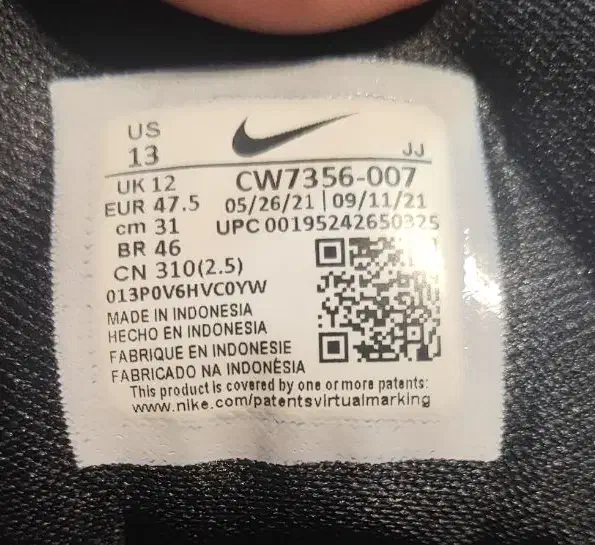 US
13
JJ
UK 12
CW7356-007
EUR 47.5
05/26/21 | 09/11/21
cm 31
UPC 00195242650325
BR 46
CN 310(2.5)
013P0V6HVC0YW
MADE IN INDONESIA
HECHO EN INDONESIA
FABRIQUE EN INDONESIE
FABRICADO NA INDONÉSIA
This product is covered by one or more patents:
www.nike.com/patentsvirtualmarking